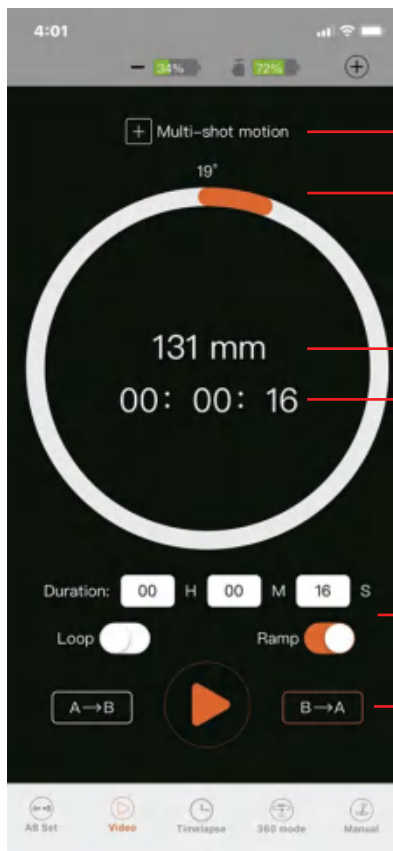 4:01
34% 72%
Multi-shot motion
19°
131 mm
00: 00: 16
Duration: 00 H 00 M 16 S
Loop Ramp
A→B B→A
A↔B
AB Set Video Timelapse 360 mode Manual